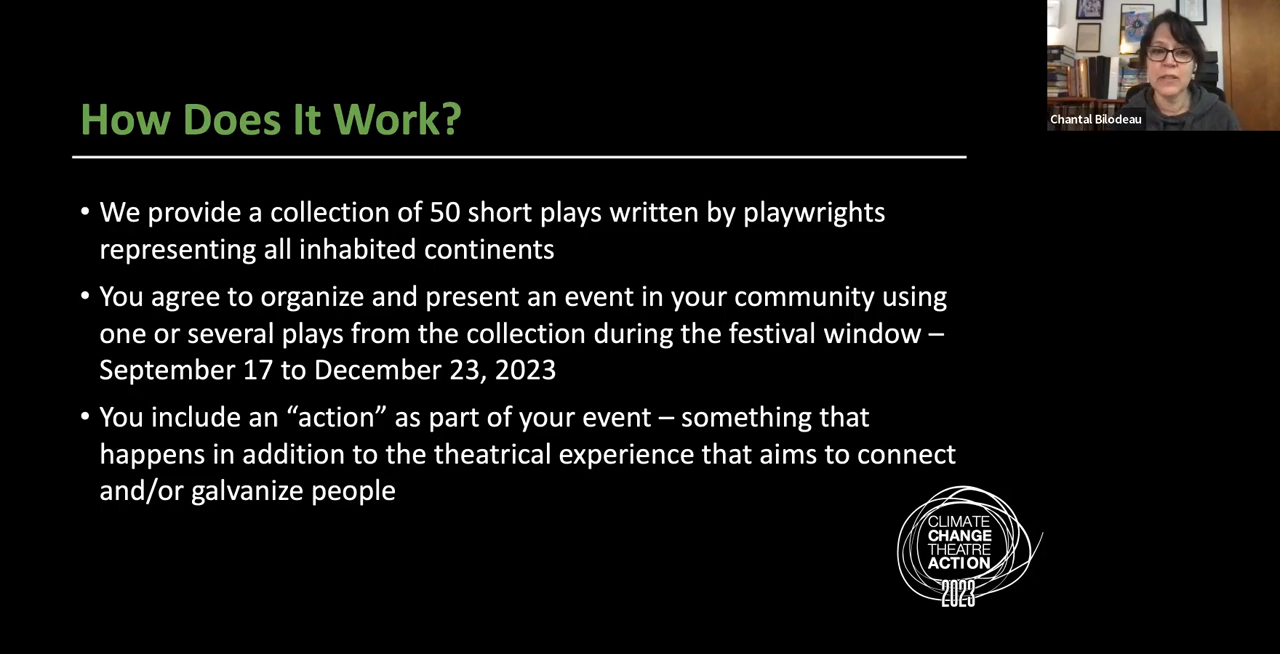 How Does It Work?
• We provide a collection of 50 short plays written by playwrights
representing all inhabited continents
• You agree to organize and present an event in your community using
one or several plays from the collection during the festival window –
September 17 to December 23, 2023
• You include an “action” as part of your event – something that
happens in addition to the theatrical experience that aims to connect
and/or galvanize people
Chantal Bilodeau
CLIMATE
CHANGE
THEATRE
ACTION
2023